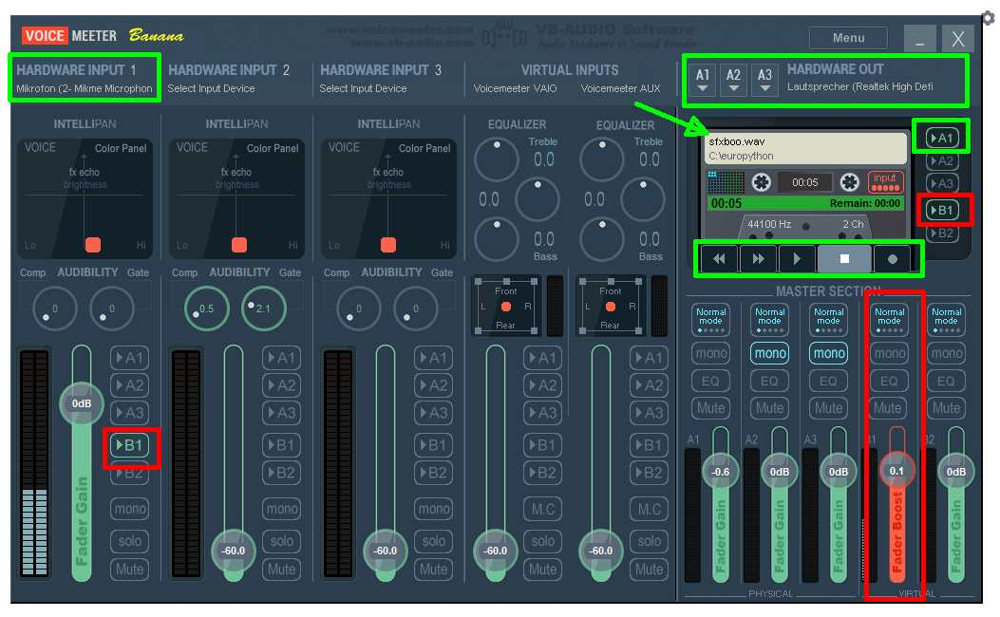 VOICE MEETER Banana
www.voicemeeter.com
www.vb-audio.com
VB-AUDIO Software
Audio Mechanic & Sound Breeder
Menu
_ X
HARDWARE INPUT 1
Mikrofon (2- Mikme Microphon
HARDWARE INPUT 2
Select Input Device
HARDWARE INPUT 3
Select Input Device
VIRTUAL INPUTS
Voicemeeter VAIO
Voicemeeter AUX
A1 A2 A3
HARDWARE OUT
Lautsprecher (Realtek High Defi
INTELLIPAN
VOICE Color Panel
fx echo
brightness
Lo Hi
INTELLIPAN
VOICE Color Panel
fx echo
brightness
Lo Hi
INTELLIPAN
VOICE Color Panel
fx echo
brightness
Lo Hi
EQUALIZER
Treble
0.0
0.0
0.0
Bass
EQUALIZER
Treble
0.0
0.0
0.0
Bass
sfxboo.wav
C:\europython
00:05
input
00:05 Remain: 00:00
44100 Hz 2 Ch
A1
A2
A3
B1
B2
Comp. AUDIBILITY Gate
0 0
Comp. AUDIBILITY Gate
0.5 2.1
Comp. AUDIBILITY Gate
0 0
Front
L R
Rear
Front
L R
Rear
MASTER SECTION
0dB
Fader Gain
A1
A2
A3
B1
B2
mono
solo
Mute
-60.0
A1
A2
A3
B1
B2
mono
solo
Mute
-60.0
A1
A2
A3
B1
B2
mono
solo
Mute
-60.0
A1
A2
A3
B1
B2
M.C
solo
Mute
-60.0
A1
A2
A3
B1
B2
M.C
solo
Mute
Normal mode
mono
EQ
Mute
A1
-0.6
Fader Gain
Normal mode
mono
EQ
Mute
A2
0dB
Fader Gain
Normal mode
mono
EQ
Mute
A3
0dB
Fader Gain
Normal mode
mono
EQ
Mute
B1
0.1
Fader Boost
Normal mode
mono
EQ
Mute
B2
0dB
Fader Gain
PHYSICAL
VIRTUAL